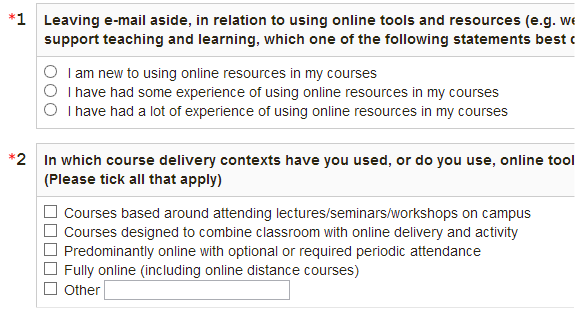 *1 Leaving e-mail aside, in relation to using online tools and resources (e.g.
support teaching and learning, which one of the following statements best
I am new to using online resources in my courses
I have had some experience of using online resources in my courses
I have had a lot of experience of using online resources in my courses
*2 In which course delivery contexts have you used, or do you use, online
(Please tick all that apply)
Courses based around attending lectures/seminars/workshops on campus
Courses designed to combine classroom with online delivery and activity
Predominantly online with optional or required periodic attendance
Fully online (including online distance courses)
Other